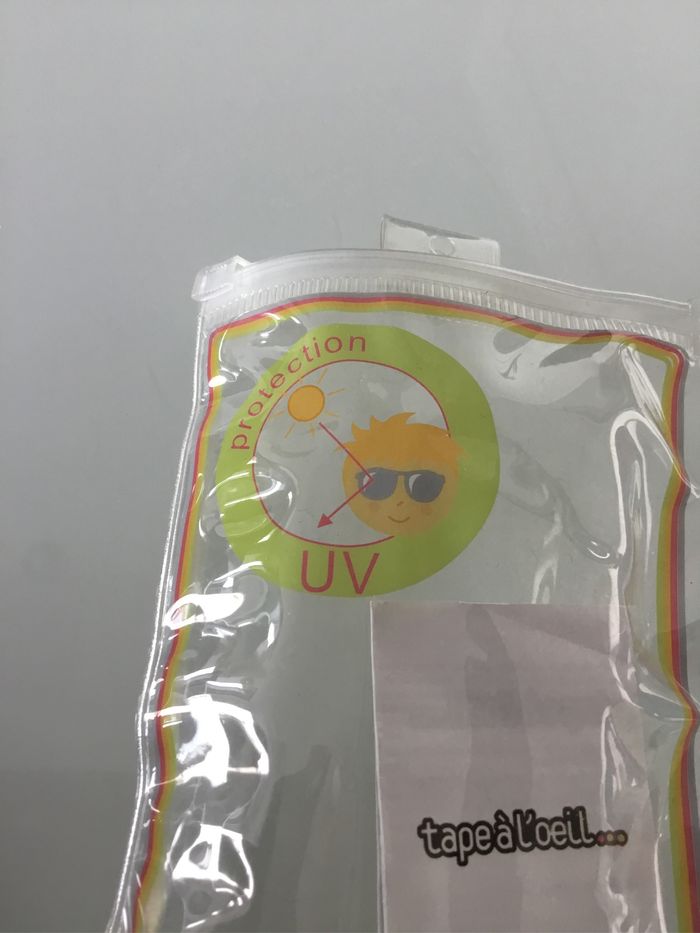 protection
UV
tape à l'oeil...